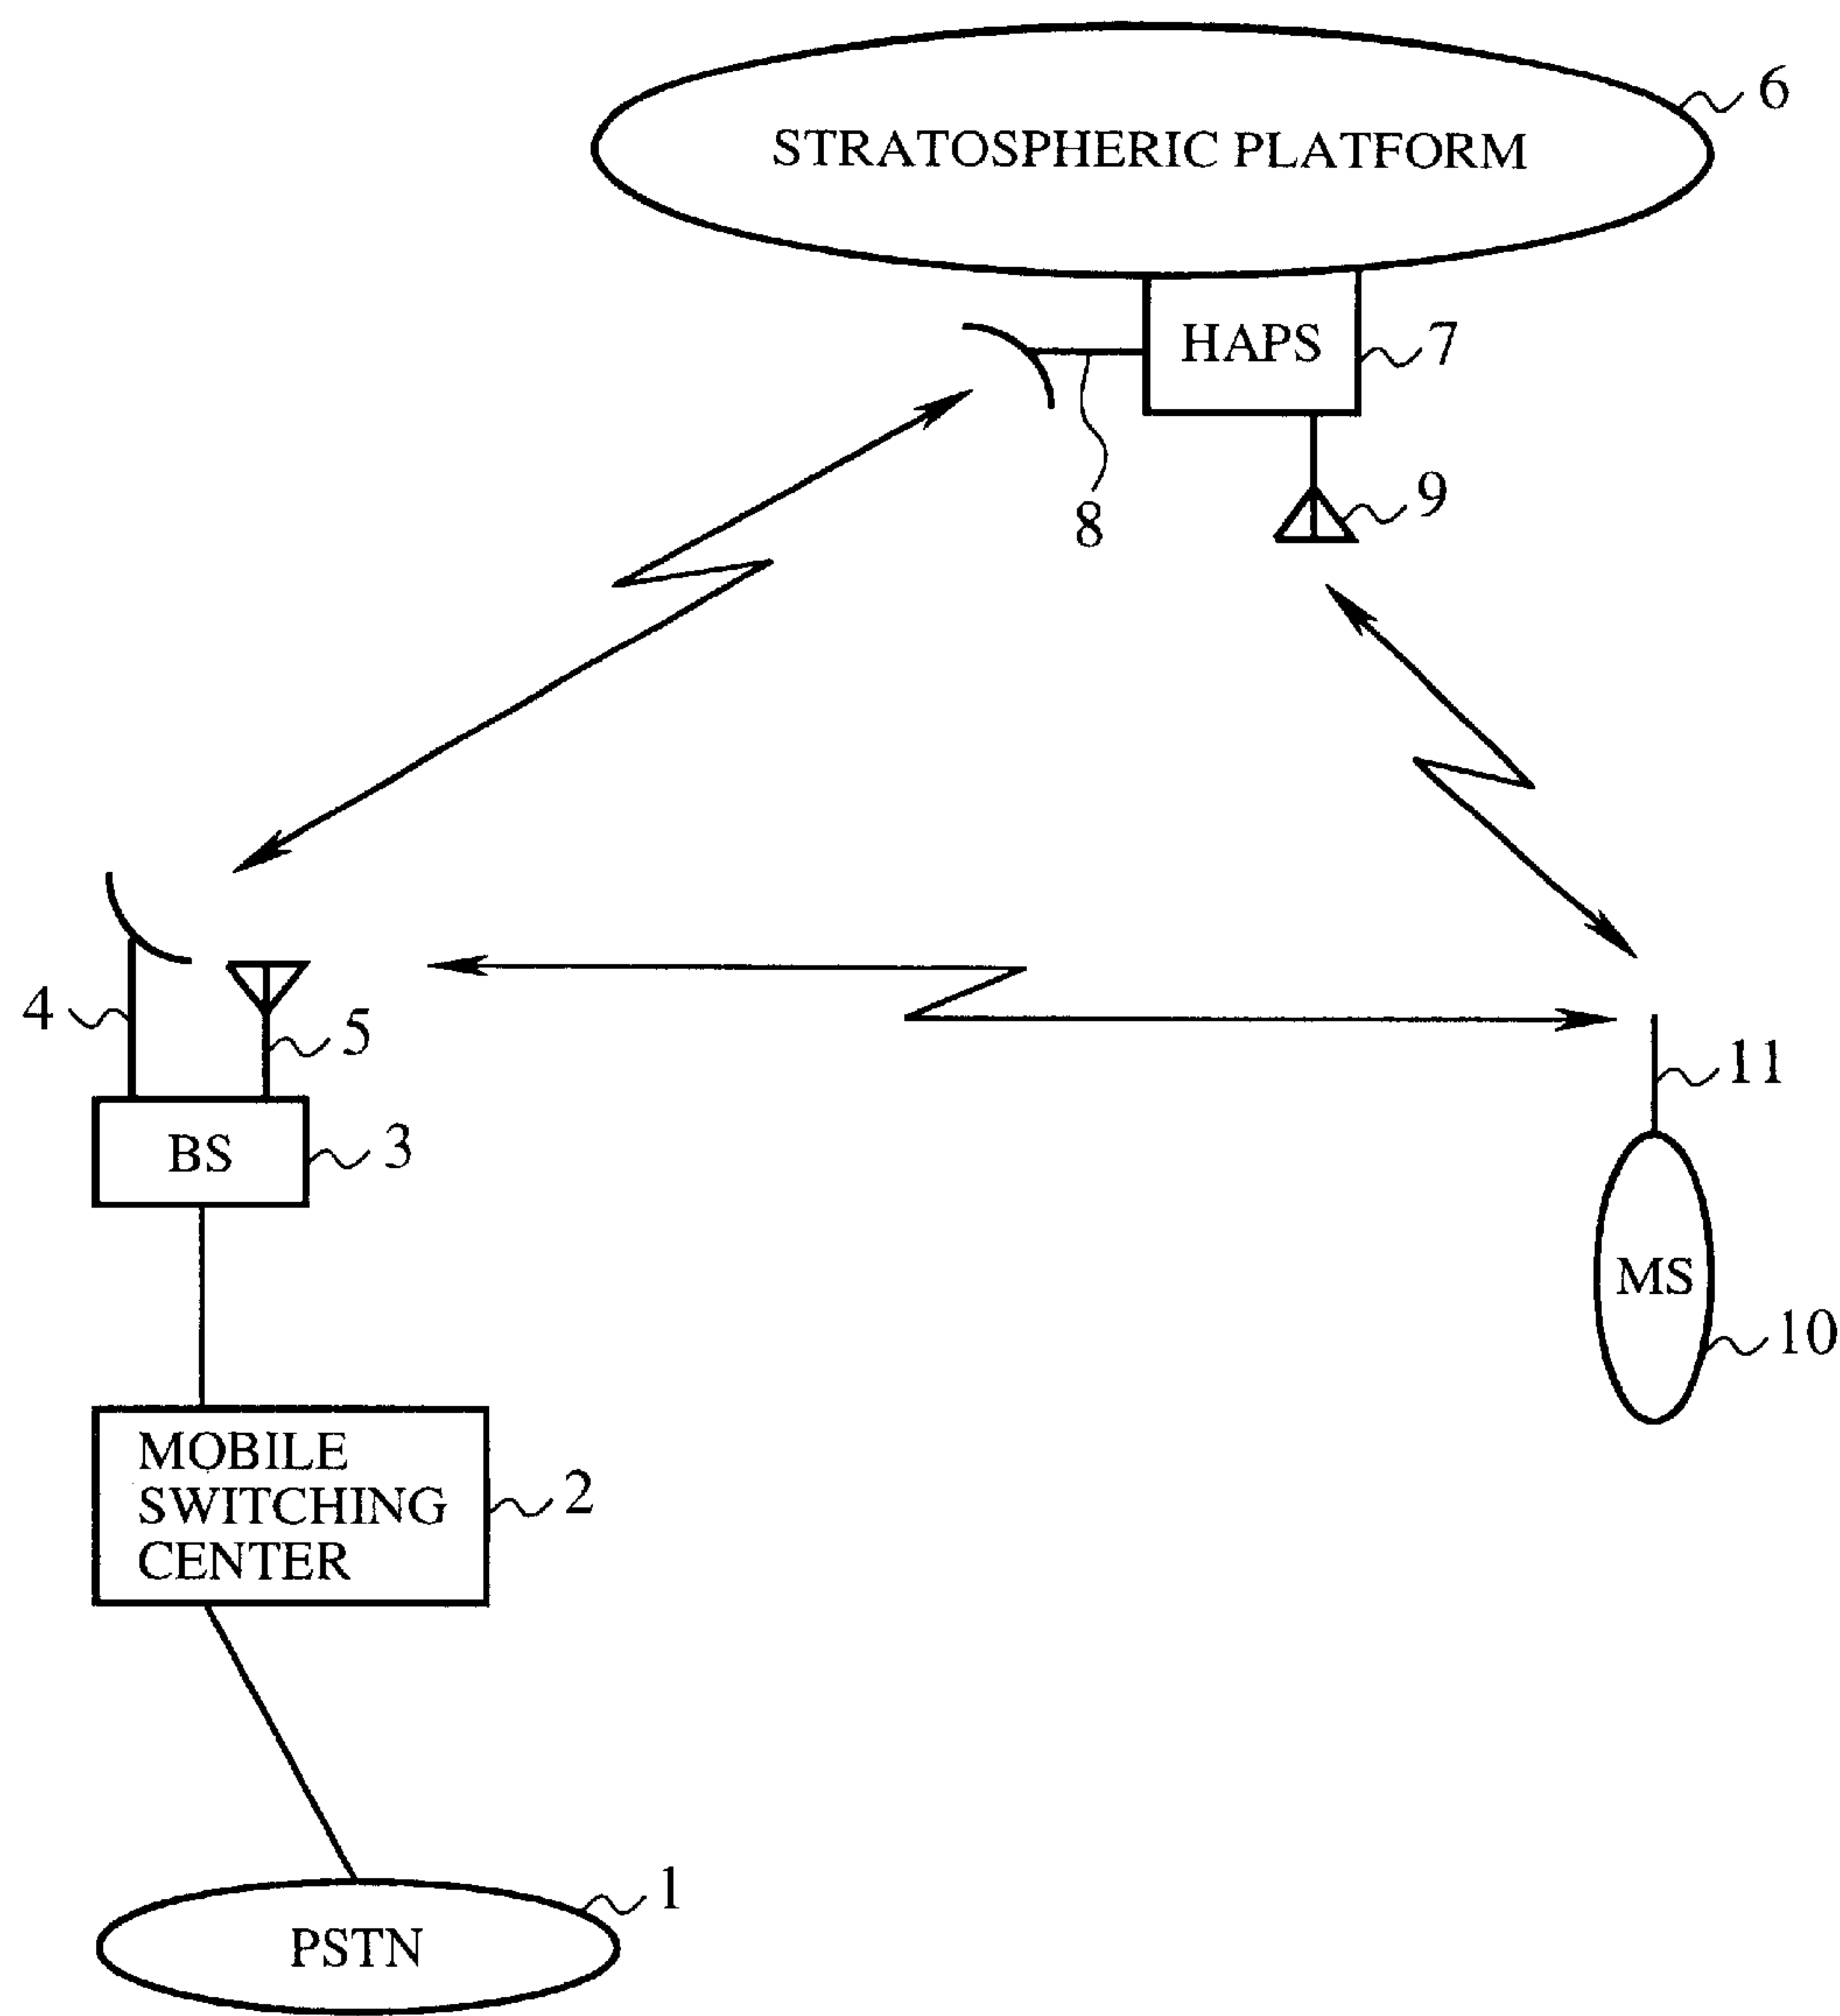 STRATOSPHERIC PLATFORM
6
HAPS
7
8
9
4
5
11
BS
3
MS
10
MOBILE
SWITCHING
CENTER
2
1
PSTN